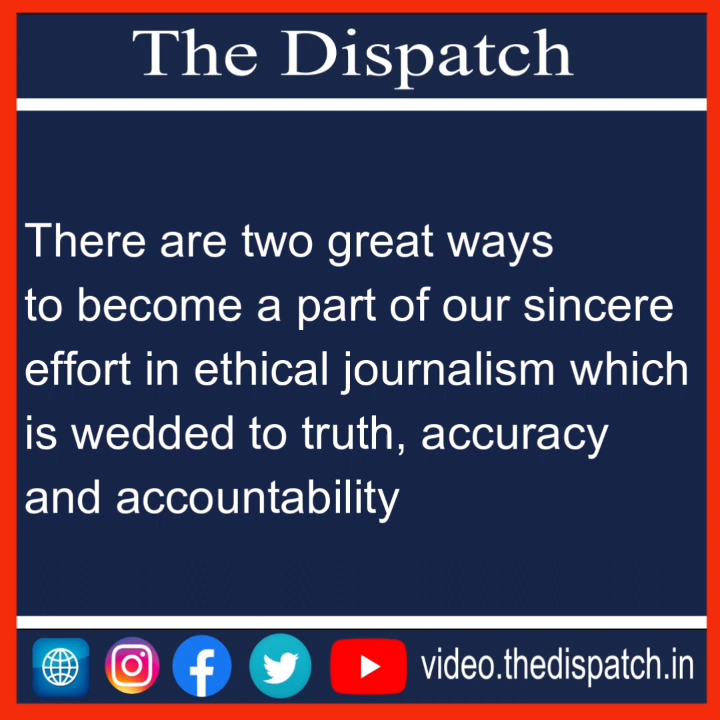 The Dispatch
There are two great ways
to become a part of our sincere
effort in ethical journalism which
is wedded to truth, accuracy
and accountability
video.thedispatch.in